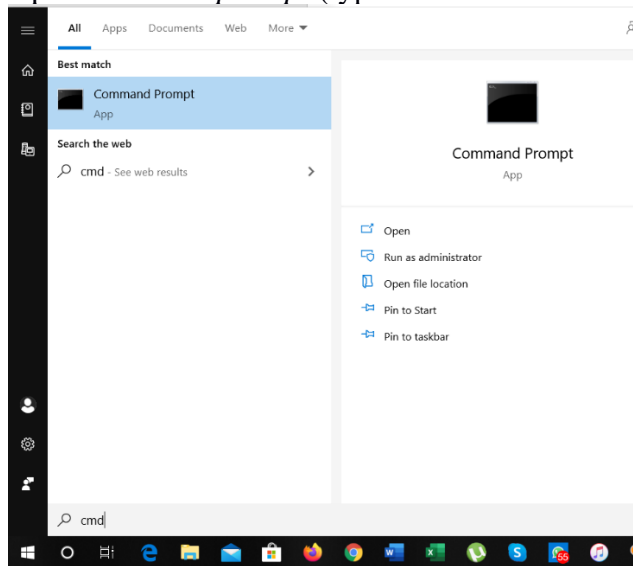 All Apps Documents Web More
Best match
Command Prompt
App
Search the web
cmd - See web results
Command Prompt
App
Open
Run as administrator
Open file location
Pin to Start
Pin to taskbar
cmd
55